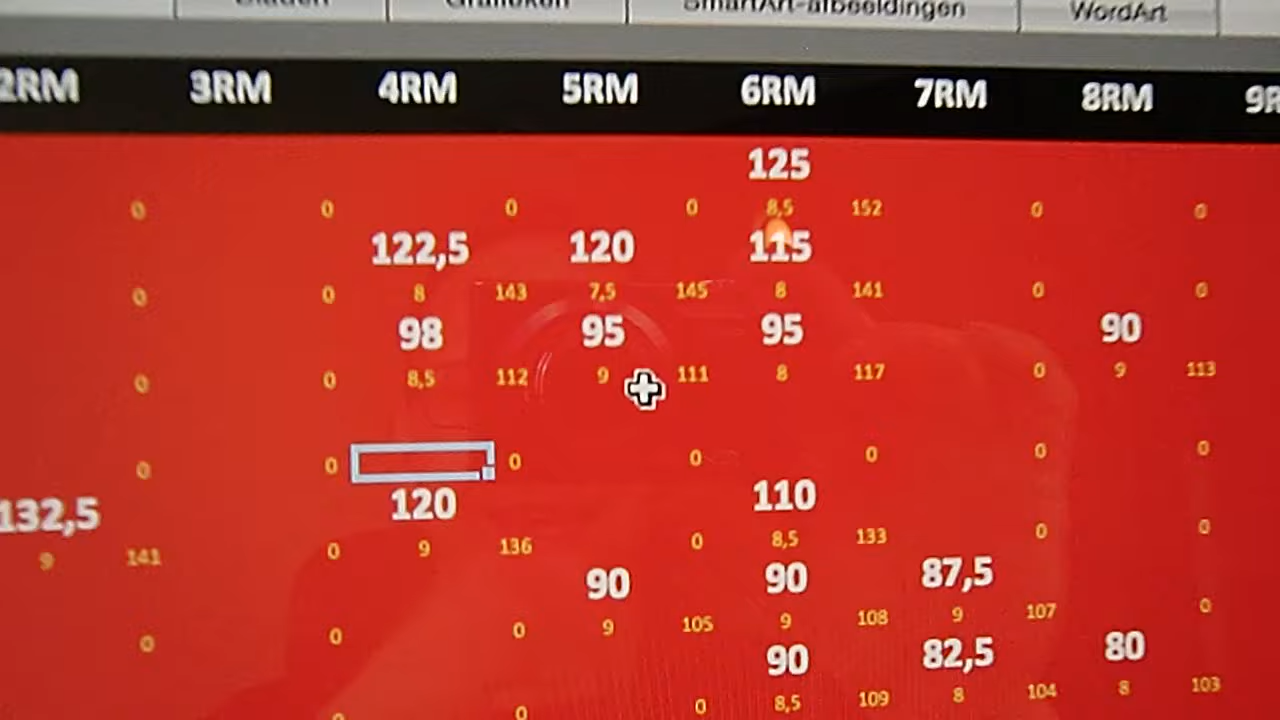 Grafieken SmartArt-afbeeldingen WordArt
2RM 3RM 4RM 5RM 6RM 7RM 8RM
125
0 0 0 0 8,5 152 0 0
122,5 120 115
0 0 8 143 7,5 145 8 141 0 0
98 95 95 90
0 0 8,5 112 9 111 8 117 0 9 113
0 0 0 0 0 0 0
132,5 120 110
9 141 0 9 136 0 8,5 133 0 0
90 90 87,5
0 0 0 9 105 9 108 9 107 0
90 82,5 80
0 0 0 8,5 109 8 104 8 103